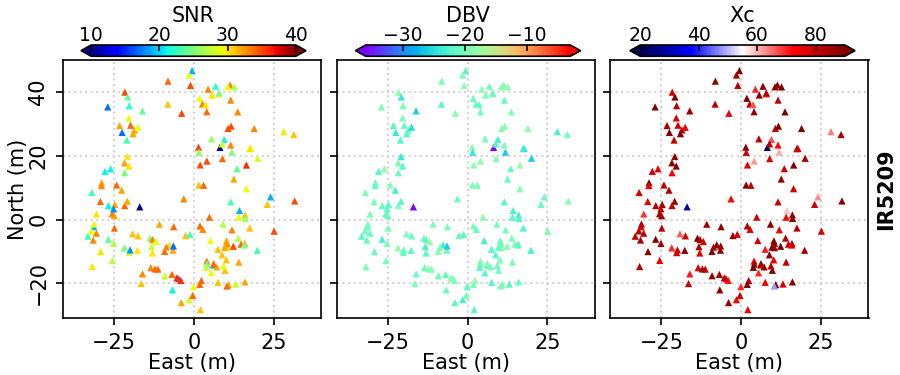 SNR DBV Xc
10 20 30 40 −30 −20 −10 20 40 60 80
40
20
0
−20
North (m)
IR5209
−25 0 25 −25 0 25 −25 0 25
East (m) East (m) East (m)